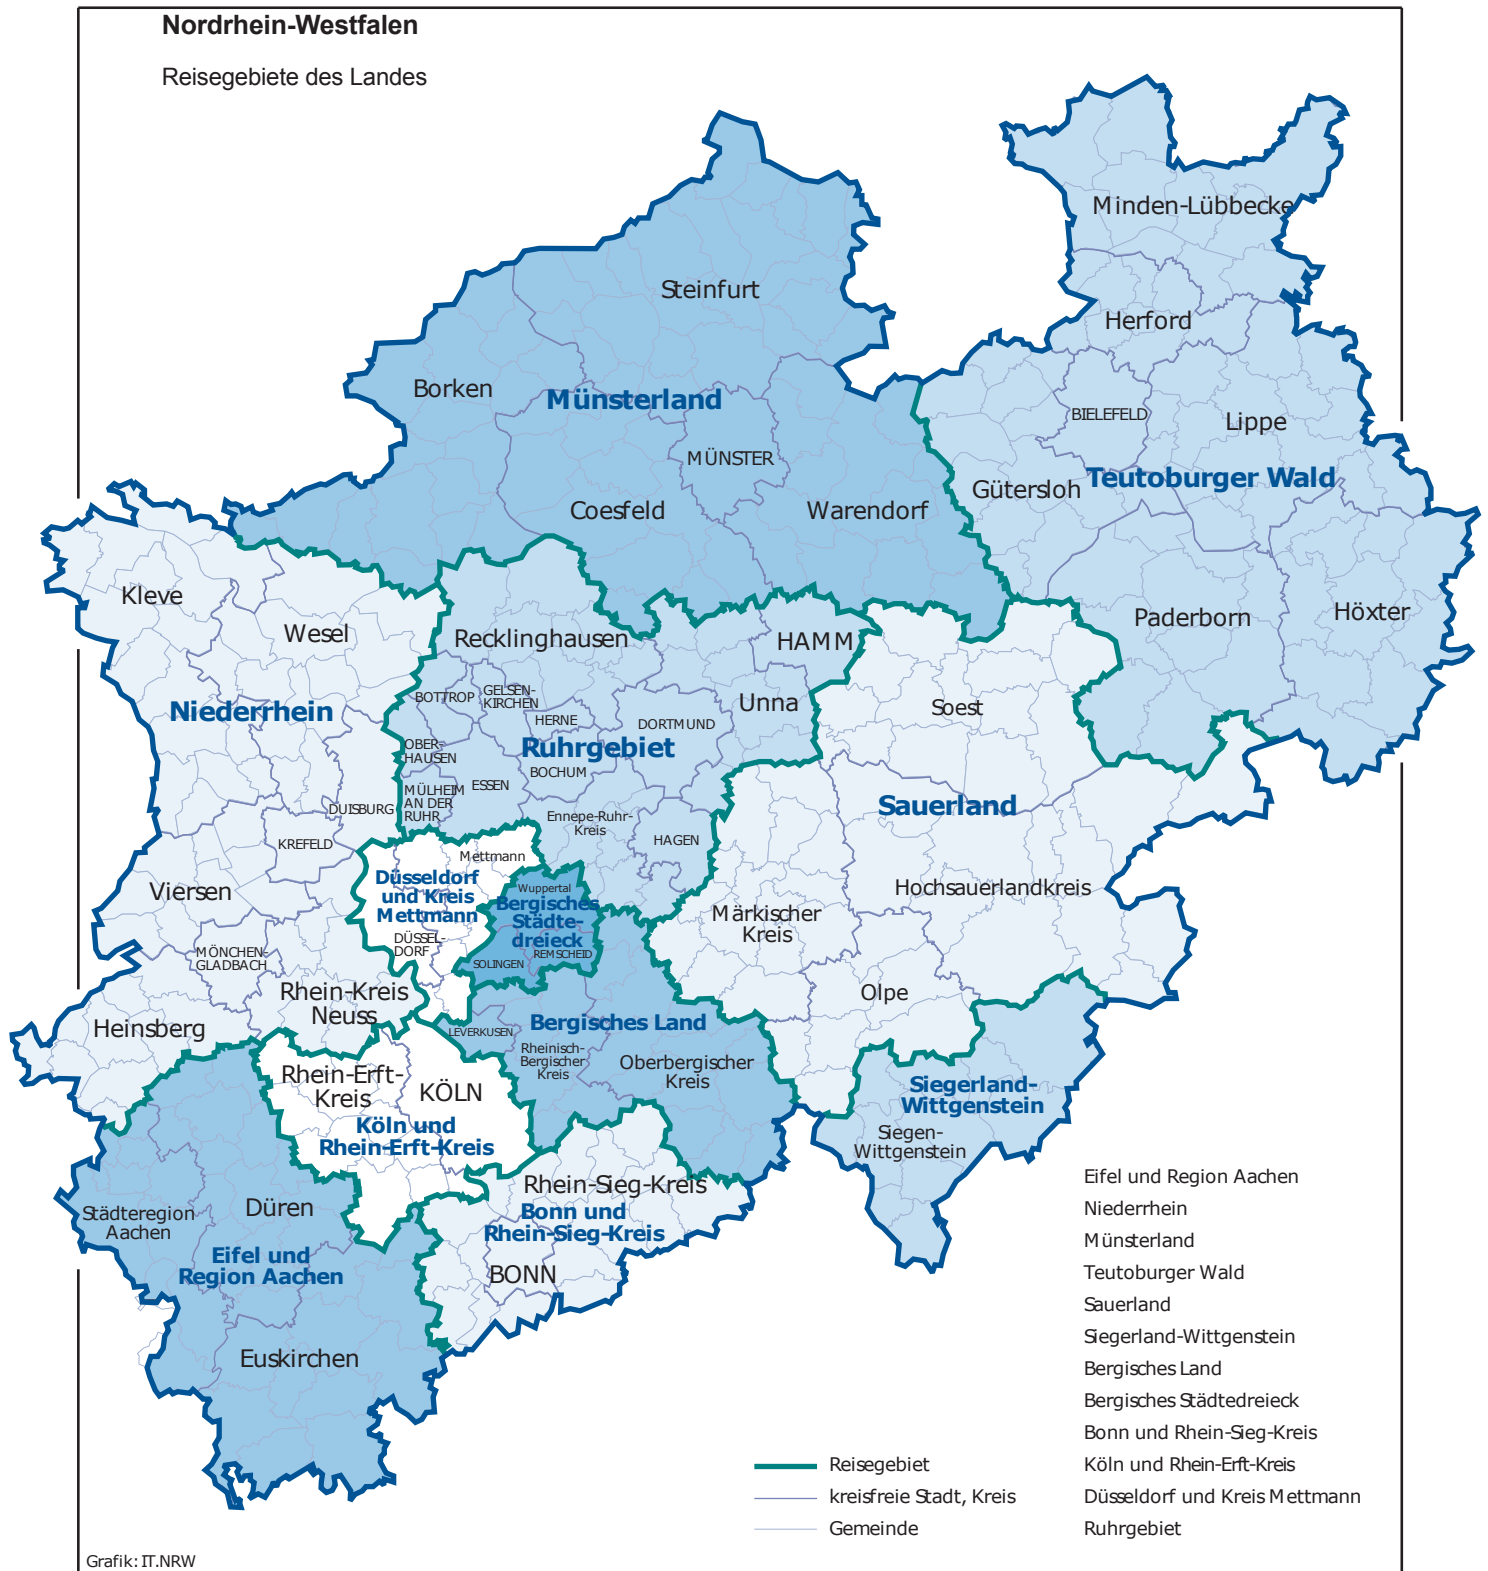 Nordrhein-Westfalen
Reisegebiete des Landes
Minden-Lübbecke
Steinfurt
Herford
Borken
Münsterland
BIELEFELD
Lippe
MÜNSTER
Teutoburger Wald
Gütersloh
Coesfeld
Warendorf
Kleve
Wesel
Recklinghausen
HAMM
Paderborn
Höxter
Niederrhein
BOTTROP
GELSEN-
KIRCHEN
Unna
Soest
HERNE
DORTMUND
OBER-
HAUSEN
Ruhrgebiet
BOCHUM
ESSEN
MÜLHEIM
AN DER
RUHR
DUISBURG
Sauerland
Ennepe-Ruhr-
Kreis
HAGEN
KREFELD
Mettmann
Viersen
Düsseldorf
und Kreis
Mettmann
Wuppertal
Bergisches
Städte-
dreieck
Hochsauerlandkreis
Märkischer
Kreis
DÜSSEL-
DORF
REMSCHEID
SOLINGEN
MÖNCHEN-
GLADBACH
Rhein-Kreis
Neuss
Olpe
Heinsberg
LEVERKUSEN
Bergisches Land
Rheinisch-
Bergischer
Kreis
Oberbergischer
Kreis
Rhein-Erft-
Kreis
KÖLN
Siegerland-
Wittgenstein
Köln und
Rhein-Erft-Kreis
Siegen-
Wittgenstein
Rhein-Sieg-Kreis
Bonn und
Rhein-Sieg-Kreis
Düren
Städteregion
Aachen
Eifel und
Region Aachen
BONN
Euskirchen
Eifel und Region Aachen
Niederrhein
Münsterland
Teutoburger Wald
Sauerland
Siegerland-Wittgenstein
Bergisches Land
Bergisches Städtedreieck
Bonn und Rhein-Sieg-Kreis
Köln und Rhein-Erft-Kreis
Düsseldorf und Kreis Mettmann
Ruhrgebiet
Reisegebiet
kreisfreie Stadt, Kreis
Gemeinde
Grafik: IT.NRW